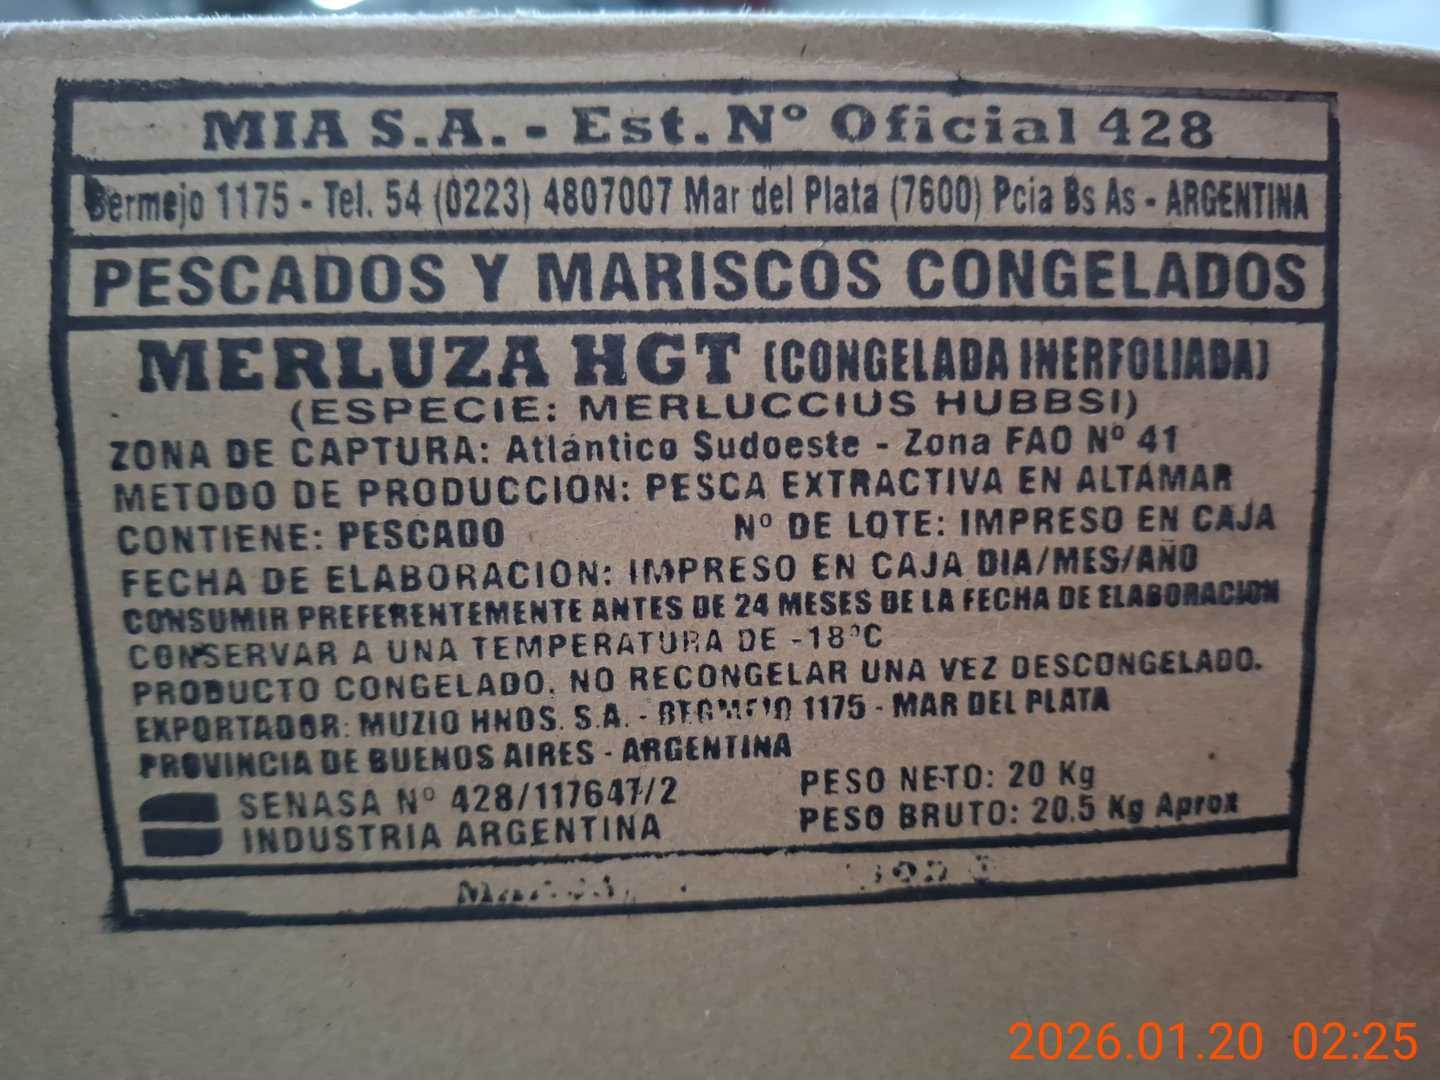 MIA S.A. - Est. Nº Oficial 428
Bermejo 1175 - Tel. 54 (0223) 4807007 Mar del Plata (7600) Pcia Bs As - ARGENTINA
PESCADOS Y MARISCOS CONGELADOS
MERLUZA HGT (CONGELADA INERFOLIADA)
(ESPECIE: MERLUCCIUS HUBBSI)
ZONA DE CAPTURA: Atlántico Sudoeste - Zona FAO Nº 41
METODO DE PRODUCCION: PESCA EXTRACTIVA EN ALTAMAR
CONTIENE: PESCADO Nº DE LOTE: IMPRESO EN CAJA
FECHA DE ELABORACION: IMPRESO EN CAJA DIA/MES/AÑO
CONSUMIR PREFERENTEMENTE ANTES DE 24 MESES DE LA FECHA DE ELABORACION
CONSERVAR A UNA TEMPERATURA DE -18ºC
PRODUCTO CONGELADO. NO RECONGELAR UNA VEZ DESCONGELADO.
EXPORTADOR: MUZIO HNOS. S.A. - BERMEJO 1175 - MAR DEL PLATA
PROVINCIA DE BUENOS AIRES - ARGENTINA
SENASA Nº 428/117647/2 PESO NETO: 20 Kg
INDUSTRIA ARGENTINA PESO BRUTO: 20.5 Kg Aprox
2026.01.20 02:25